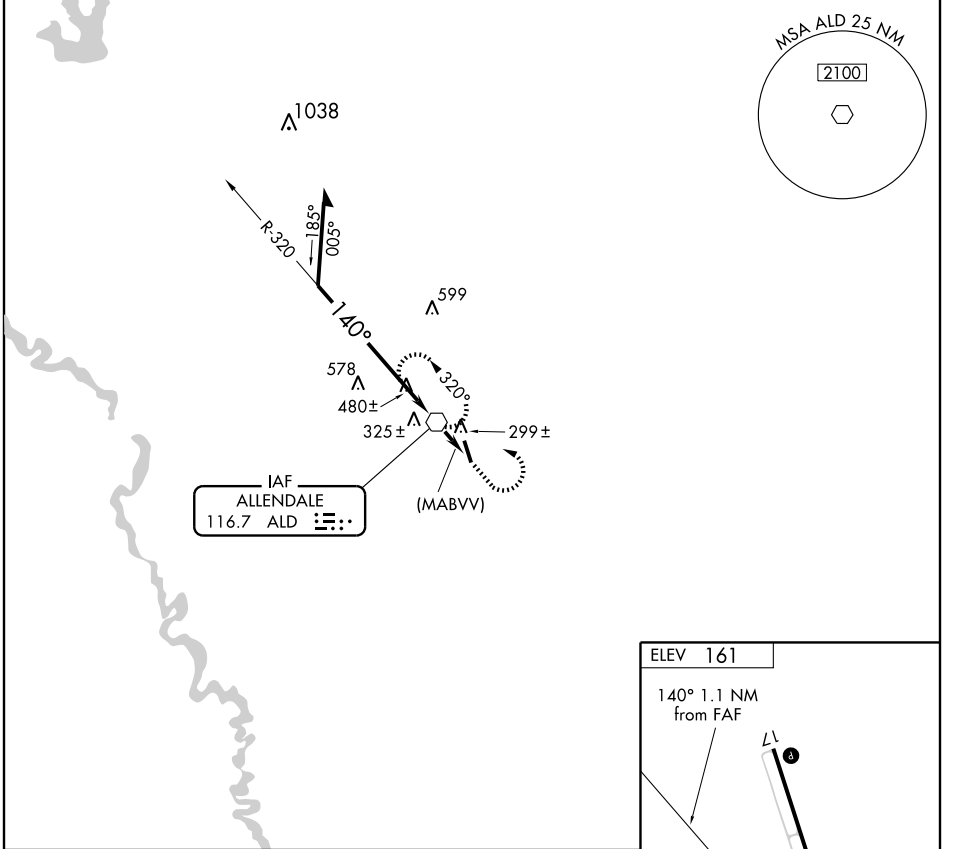 MSA ALD 25 NM
2100
1038
R-320
185°
005°
140°
599
578
320°
480±
325±
299±
IAF
ALLENDALE
116.7 ALD
(MABVV)
ELEV 161
140° 1.1 NM
from FAF
17
P